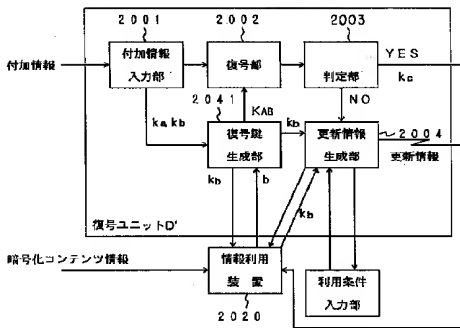 2001 2002 2003
付加情報
付加情報
入力部
復号部
判定部
YES
kc
NO
KAB
2041
ka,kb
kb
復号鍵
生成部
更新情報
生成部
2004
更新情報
kb
b
kb
復号ユニットD'
暗号化コンテンツ情報
情報利用
装置
利用条件
入力部
2020